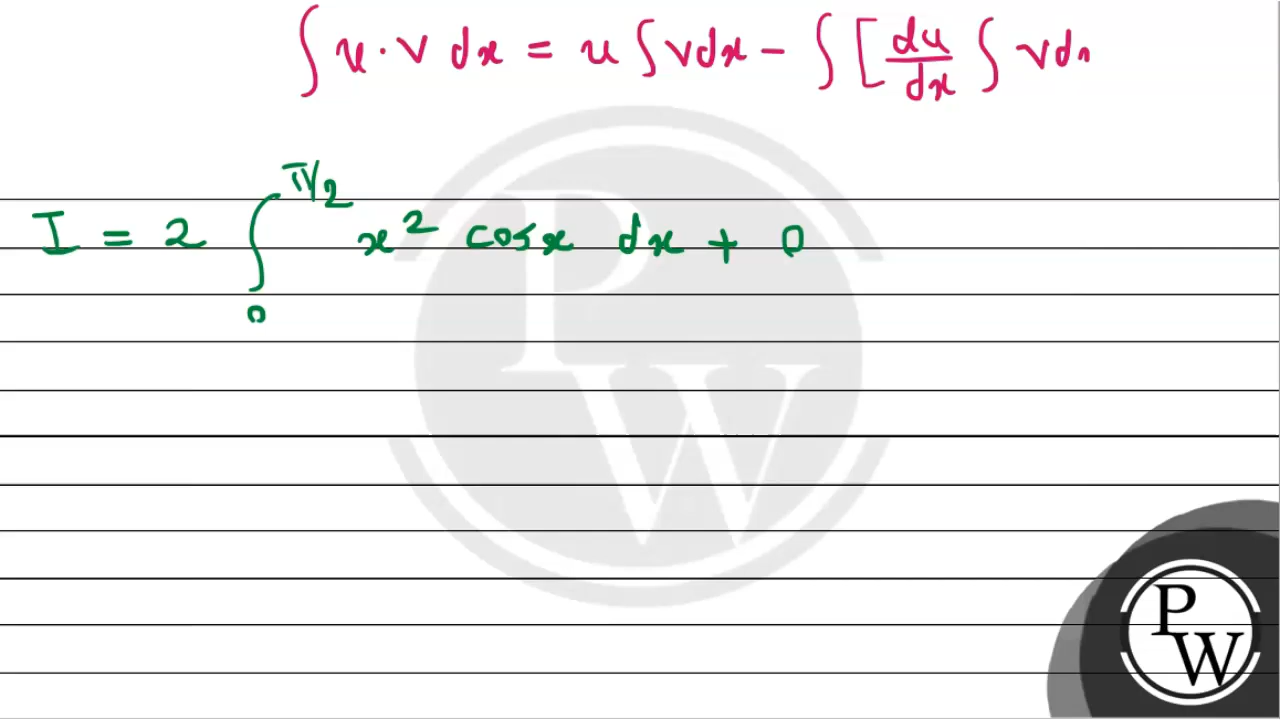 ∫ u · v dx = u ∫ v dx − ∫ [ du/dx ∫ v dx
I = 2 ∫₀^{π/2} x² cos x dx + 0
P
W
P
W